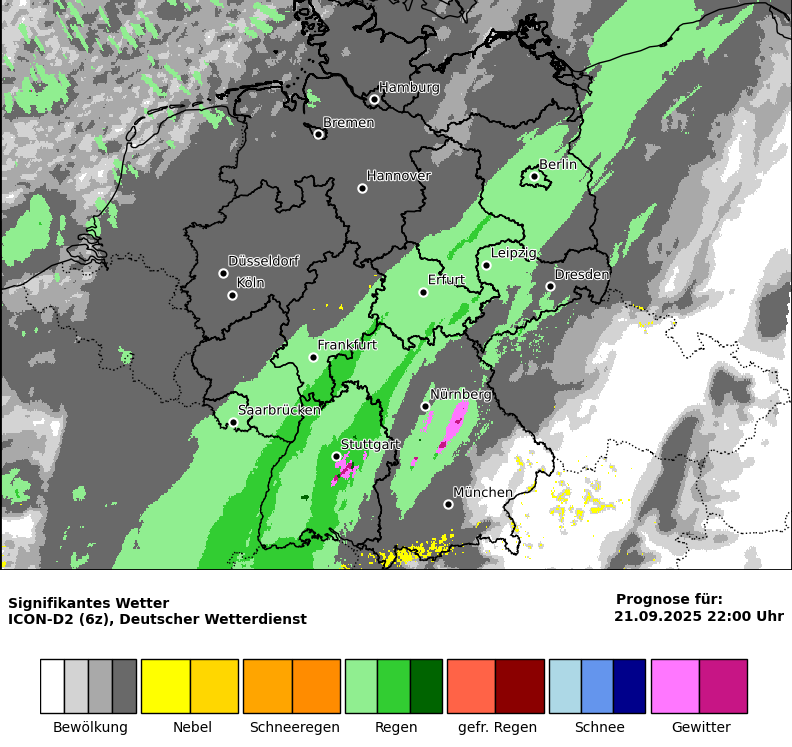 Hamburg
Bremen
Berlin
Hannover
Leipzig
Düsseldorf
Dresden
Köln
Erfurt
Frankfurt
Nürnberg
Saarbrücken
Stuttgart
München
Signifikantes Wetter
ICON-D2 (6z), Deutscher Wetterdienst
Prognose für:
21.09.2025 22:00 Uhr
Bewölkung Nebel Schneeregen Regen gefr. Regen Schnee Gewitter